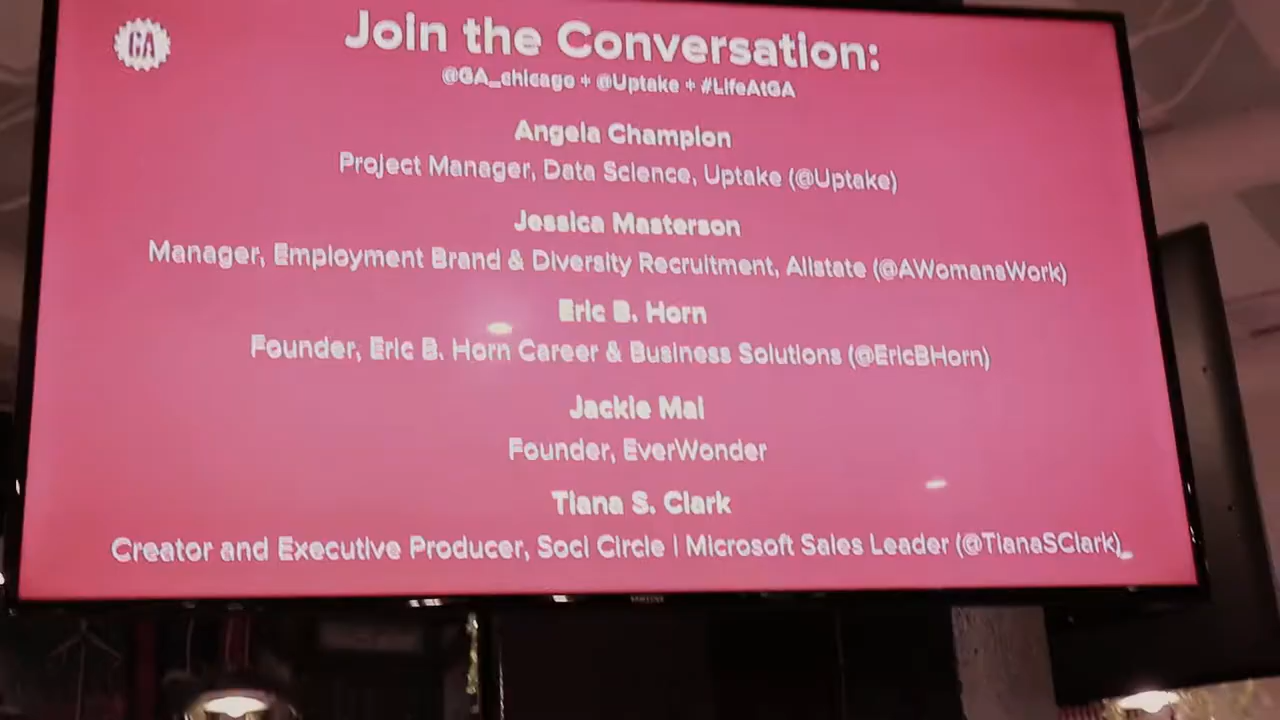 GA
Join the Conversation:
@GA_chicago + @Uptake + #LifeAtGA
Angela Champion
Project Manager, Data Science, Uptake (@Uptake)
Jessica Masterson
Manager, Employment Brand & Diversity Recruitment, Allstate (@AWomansWork)
Eric B. Horn
Founder, Eric B. Horn Career & Business Solutions (@EricBHorn)
Jackie Mai
Founder, EverWonder
Tiana S. Clark
Creator and Executive Producer, Soci Circle | Microsoft Sales Leader (@TianaSClark)_